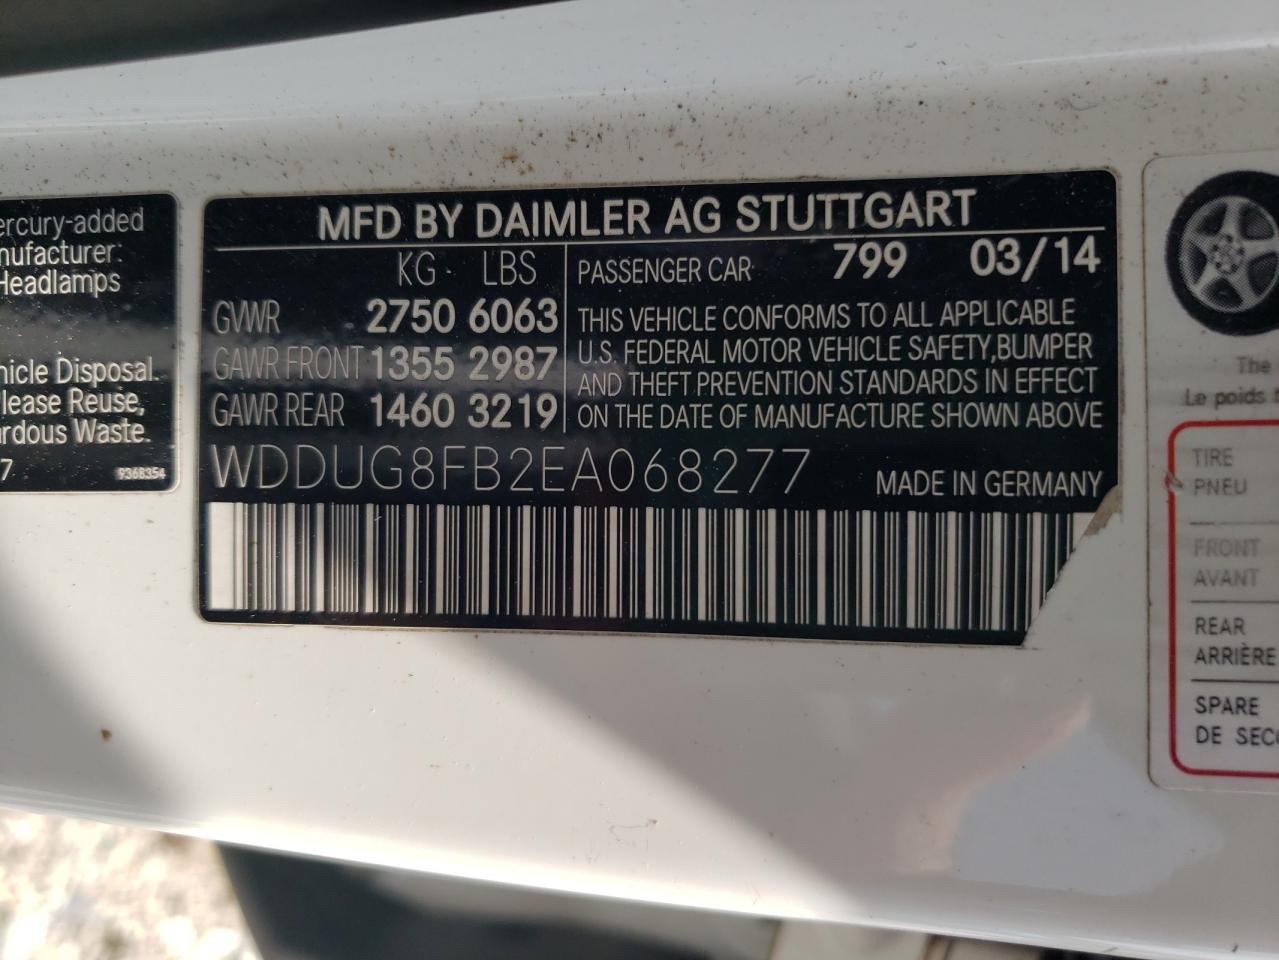 ercury-added
nufacturer:
Headlamps
hicle Disposal.
Please Reuse,
rdous Waste.
7
9368354
MFD BY DAIMLER AG STUTTGART
KG LBS
GVWR 2750 6063
GAWR FRONT 1355 2987
GAWR REAR 1460 3219
PASSENGER CAR 799 03/14
THIS VEHICLE CONFORMS TO ALL APPLICABLE
U.S. FEDERAL MOTOR VEHICLE SAFETY,BUMPER
AND THEFT PREVENTION STANDARDS IN EFFECT
ON THE DATE OF MANUFACTURE SHOWN ABOVE
WDDUG8FB2EA068277
MADE IN GERMANY
The
Le poids
TIRE
PNEU
FRONT
AVANT
REAR
ARRIÈRE
SPARE
DE SECO